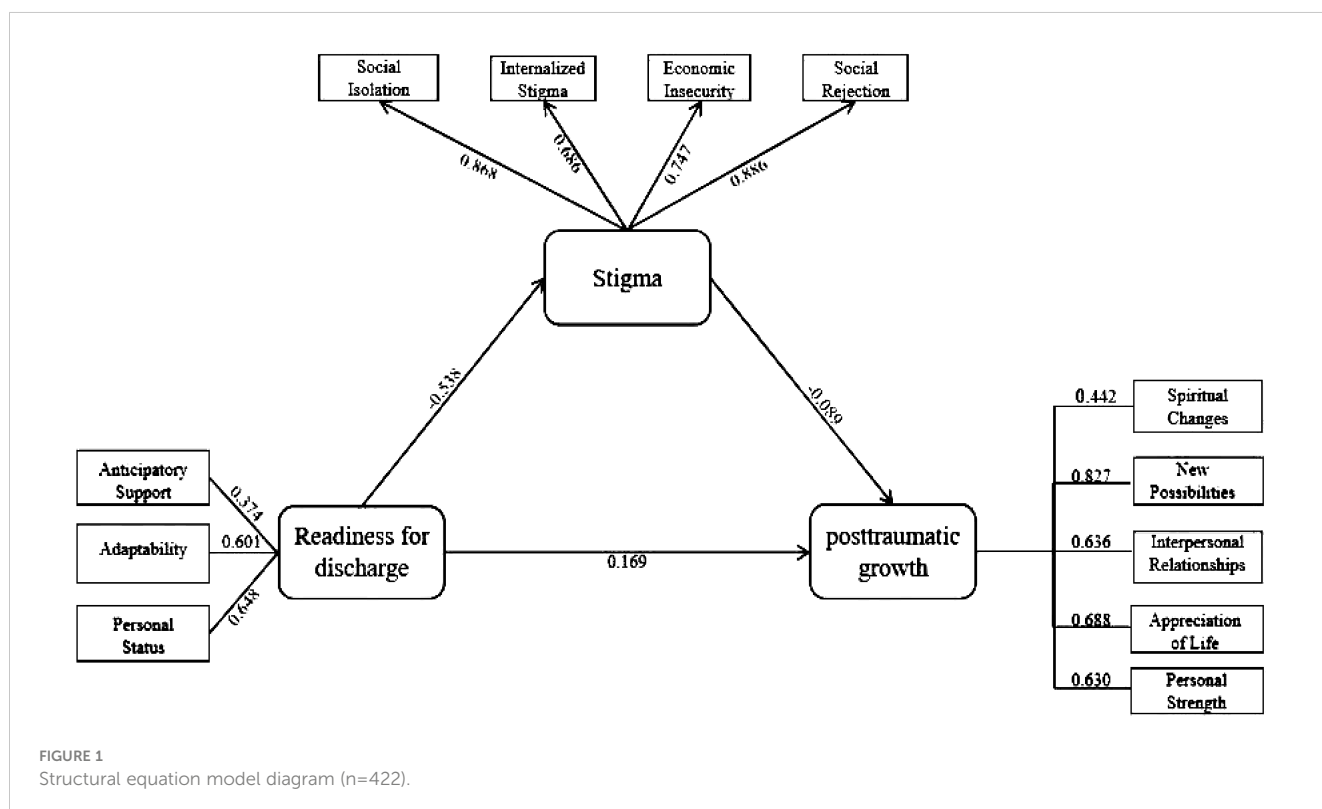 Social
Isolation
Internalized
Stigma
Economic
Insecurity
Social
Rejection
0.868
0.686
0.747
0.886
Stigma
-0.538
-0.089
Anticipatory
Support
Adaptability
Personal
Status
0.374
0.601
0.648
Readiness for
discharge
0.169
posttraumatic
growth
0.442
0.827
0.636
0.688
0.630
Spiritual
Changes
New
Possibilities
Interpersonal
Relationships
Appreciation
of Life
Personal
Strength
FIGURE 1
Structural equation model diagram (n=422).